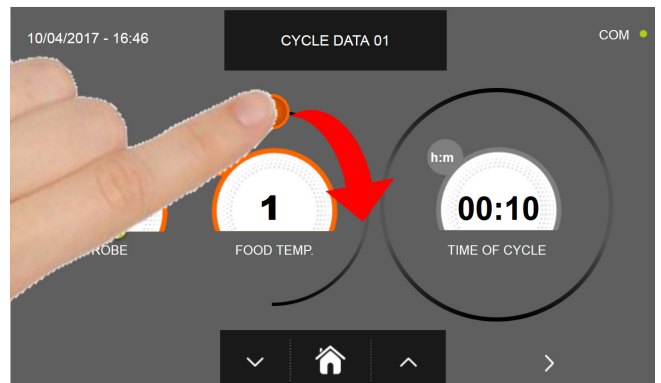 10/04/2017 - 16:46
CYCLE DATA 01
COM
h:m
1
00:10
FOOD TEMP.
TIME OF CYCLE